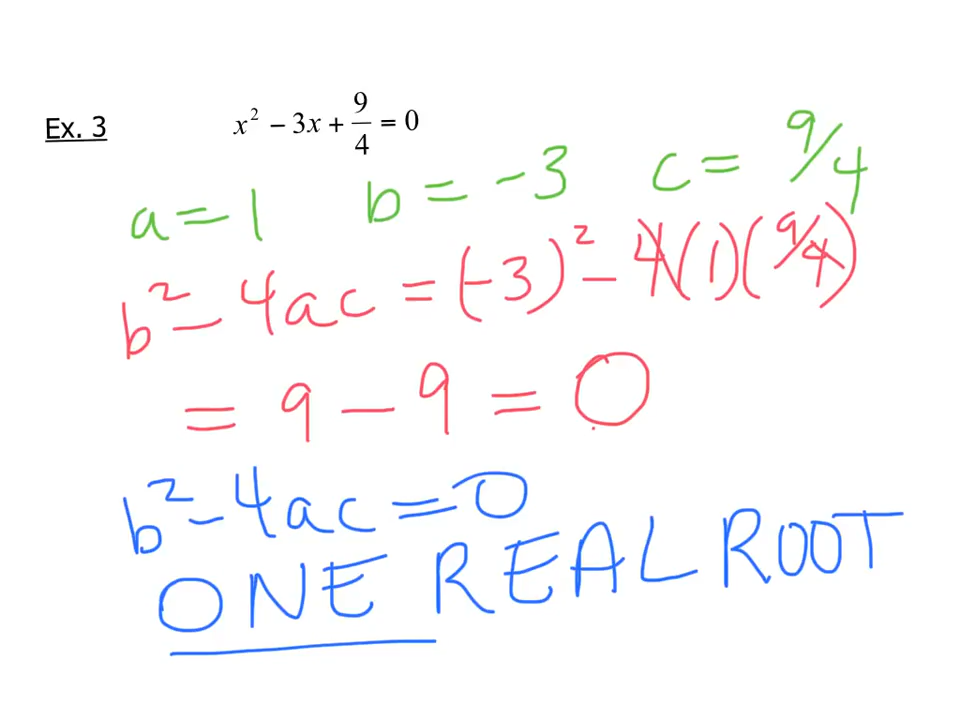 Ex. 3 x² − 3x + 9/4 = 0
a = 1 b = -3 c = 9/4
b² - 4ac = (-3)² - 4(1)(9/4)
= 9 - 9 = 0
b² - 4ac = 0
ONE REAL ROOT